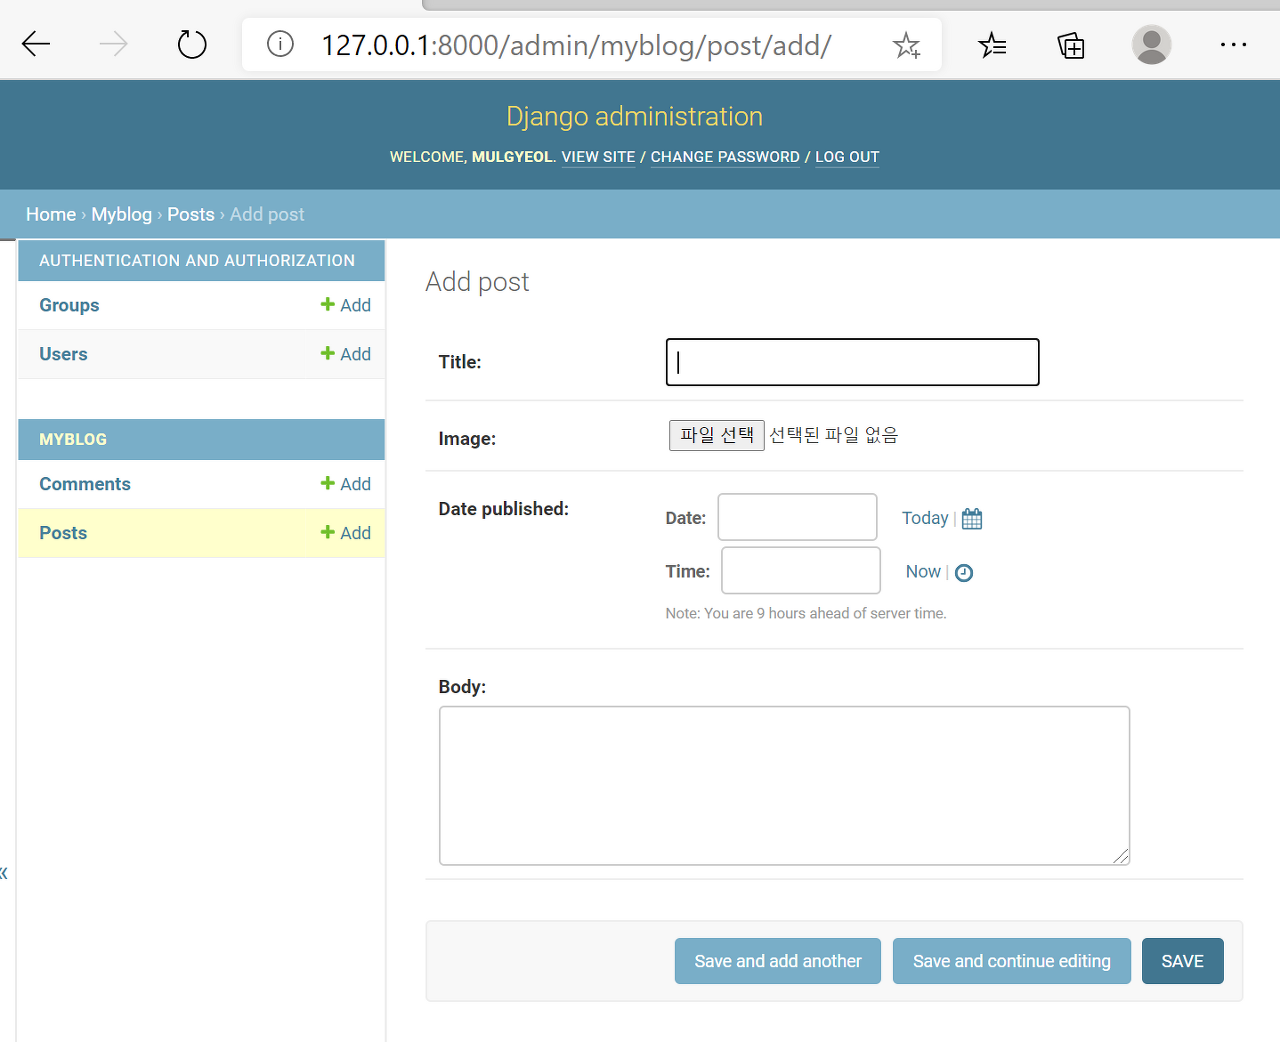 127.0.0.1:8000/admin/myblog/post/add/
Django administration
WELCOME, MULGYEOL. VIEW SITE / CHANGE PASSWORD / LOG OUT
Home › Myblog › Posts › Add post
AUTHENTICATION AND AUTHORIZATION
Groups + Add
Users + Add
MYBLOG
Comments + Add
Posts + Add
«
Add post
Title:
Image: 파일 선택 선택된 파일 없음
Date published: Date: Today |
Time: Now |
Note: You are 9 hours ahead of server time.
Body:
Save and add another Save and continue editing SAVE